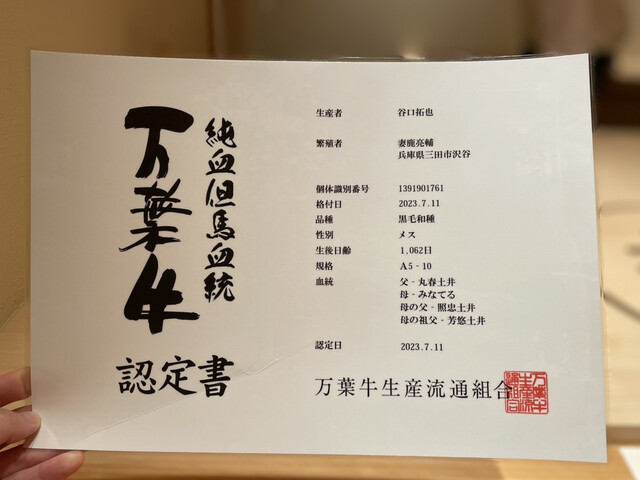 万葉牛
純血但馬血統
認定書
生産者 谷口拓也
繁殖者 妻鹿亮輔
兵庫県三田市沢谷
個体識別番号 1391901761
格付日 2023.7.11
品種 黒毛和種
性別 メス
生後日齢 1,062日
規格 A5‐10
血統 父‐丸春土井
母‐みなてる
母の父‐照忠土井
母の祖父‐芳悠土井
認定日 2023.7.11
万葉牛生産流通組合